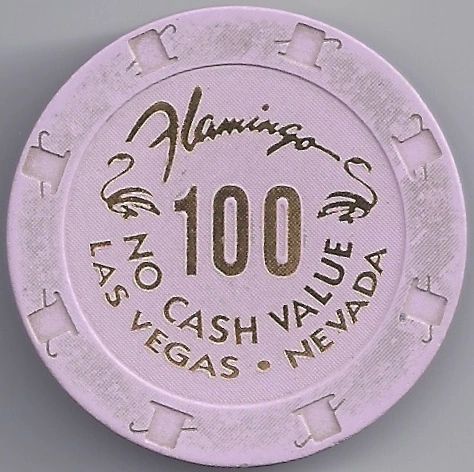 Flamingo
100
NO CASH VALUE
LAS VEGAS • NEVADA